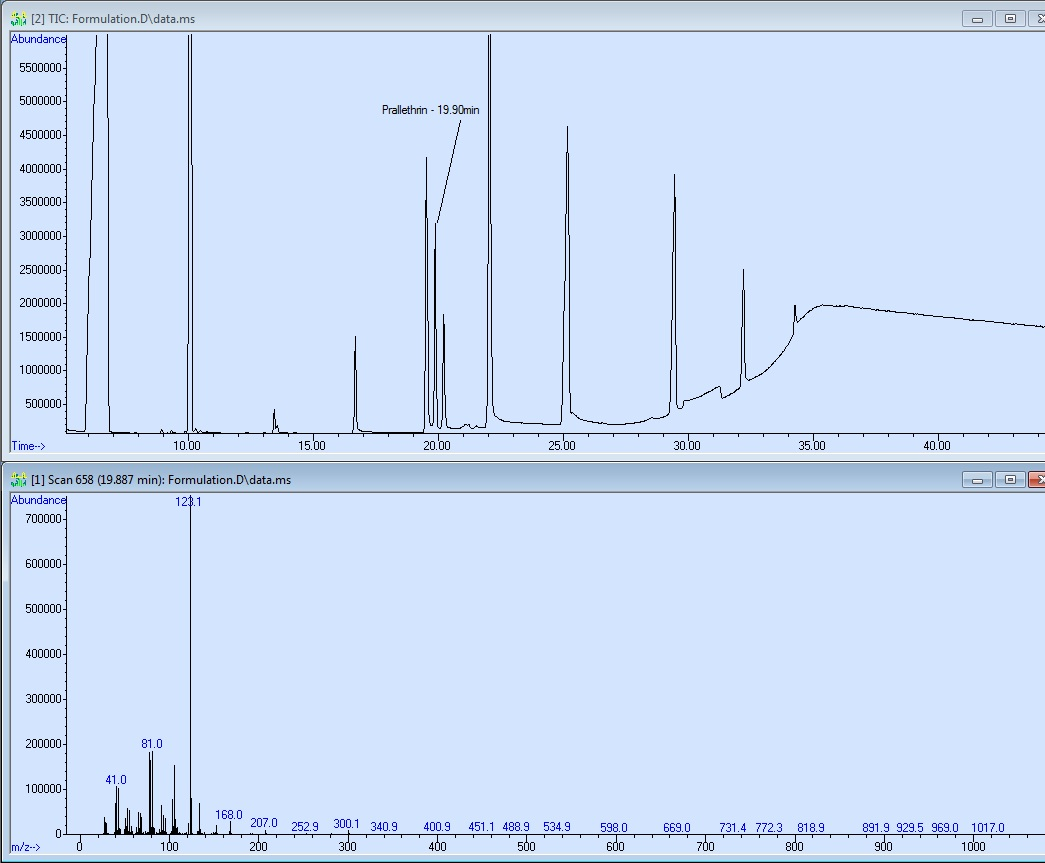 [2] TIC: Formulation.D\data.ms
Abundance
Prallethrin - 19.90min
5500000
5000000
4500000
4000000
3500000
3000000
2500000
2000000
1500000
1000000
500000
Time-->
10.00 15.00 20.00 25.00 30.00 35.00 40.00
[1] Scan 658 (19.887 min): Formulation.D\data.ms
Abundance
123.1
700000
600000
500000
400000
300000
200000
81.0
100000
41.0
168.0 207.0 252.9 300.1 340.9 400.9 451.1 488.9 534.9 598.0 669.0 731.4 772.3 818.9 891.9 929.5 969.0 1017.0
0
m/z-->
0 100 200 300 400 500 600 700 800 900 1000